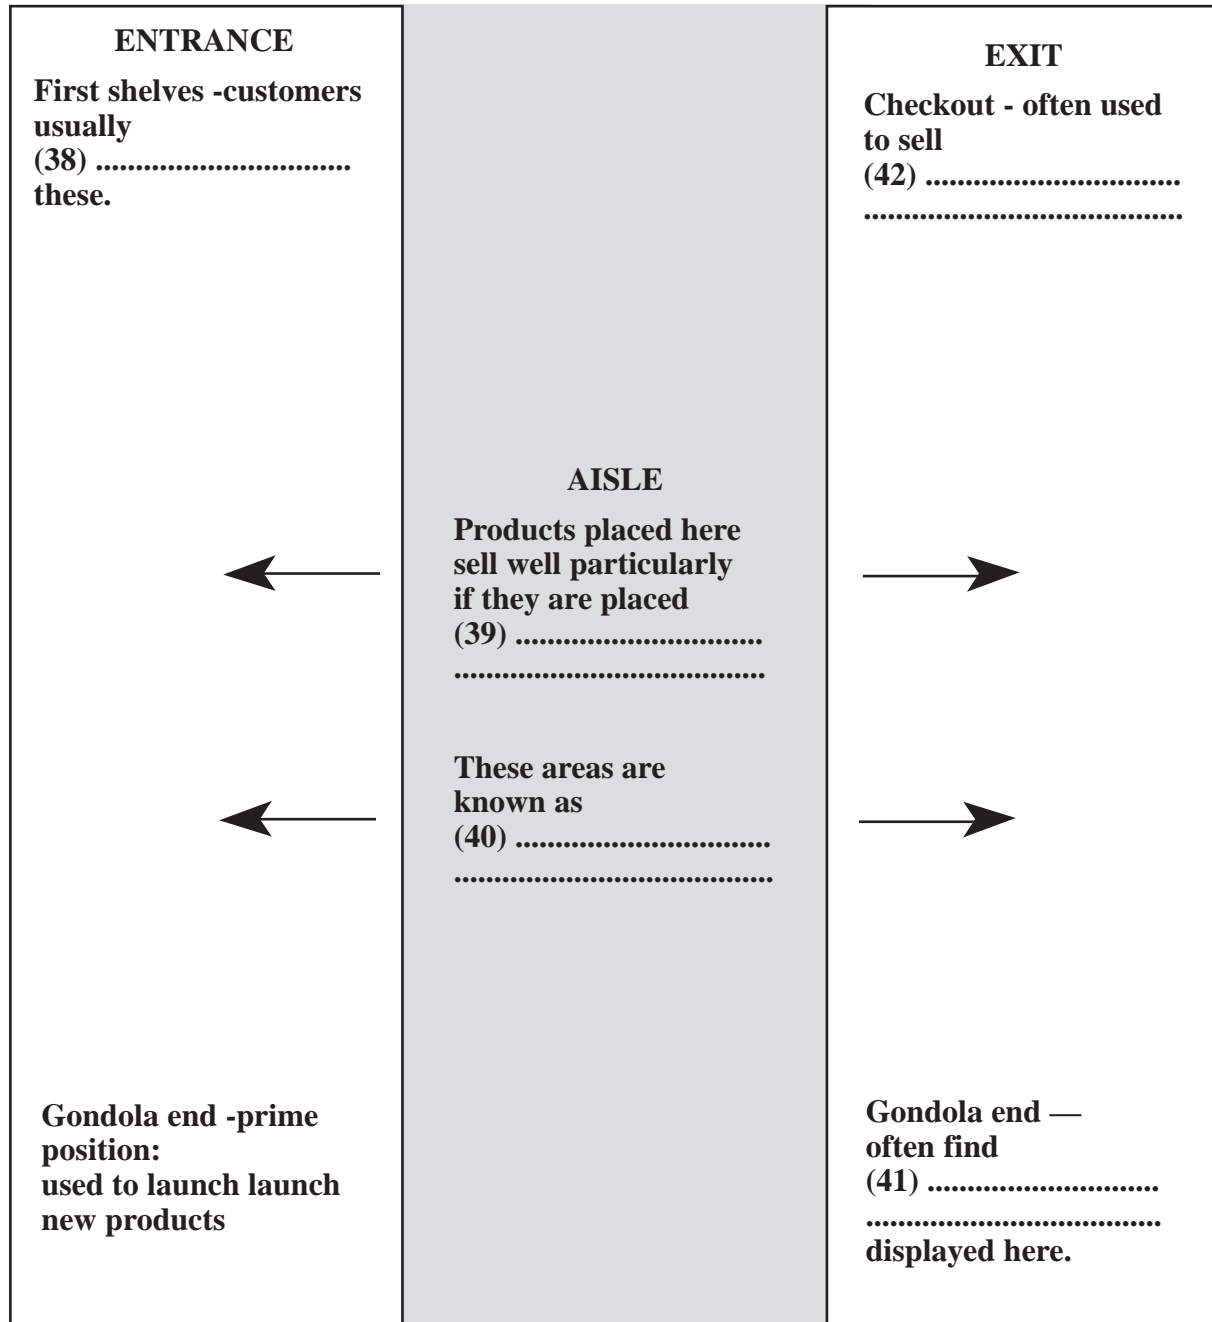 ENTRANCE
First shelves -customers
usually
(38) ................................
these.
Gondola end -prime
position:
used to launch launch
new products
AISLE
Products placed here
sell well particularly
if they are placed
(39) ...............................
.......................................
These areas are
known as
(40) ................................
........................................
EXIT
Checkout - often used
to sell
(42) ................................
........................................
Gondola end —
often find
(41) .............................
.....................................
displayed here.